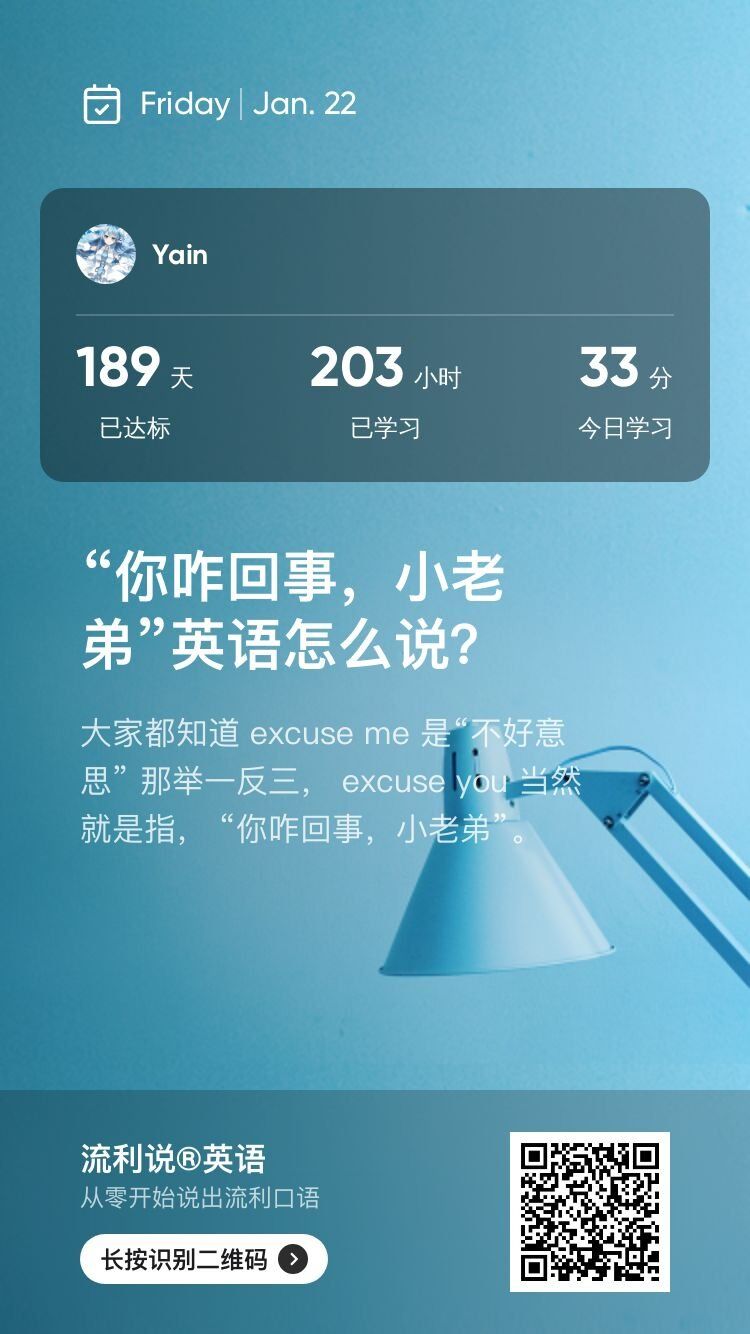 Friday | Jan. 22
Yain
189 天 203 小时 33 分
已达标 已学习 今日学习
“你咋回事，小老
弟”英语怎么说？
大家都知道 excuse me 是“不好意
思” 那举一反三， excuse you 当然
就是指， “你咋回事，小老弟”。
流利说®英语
从零开始说出流利口语
长按识别二维码